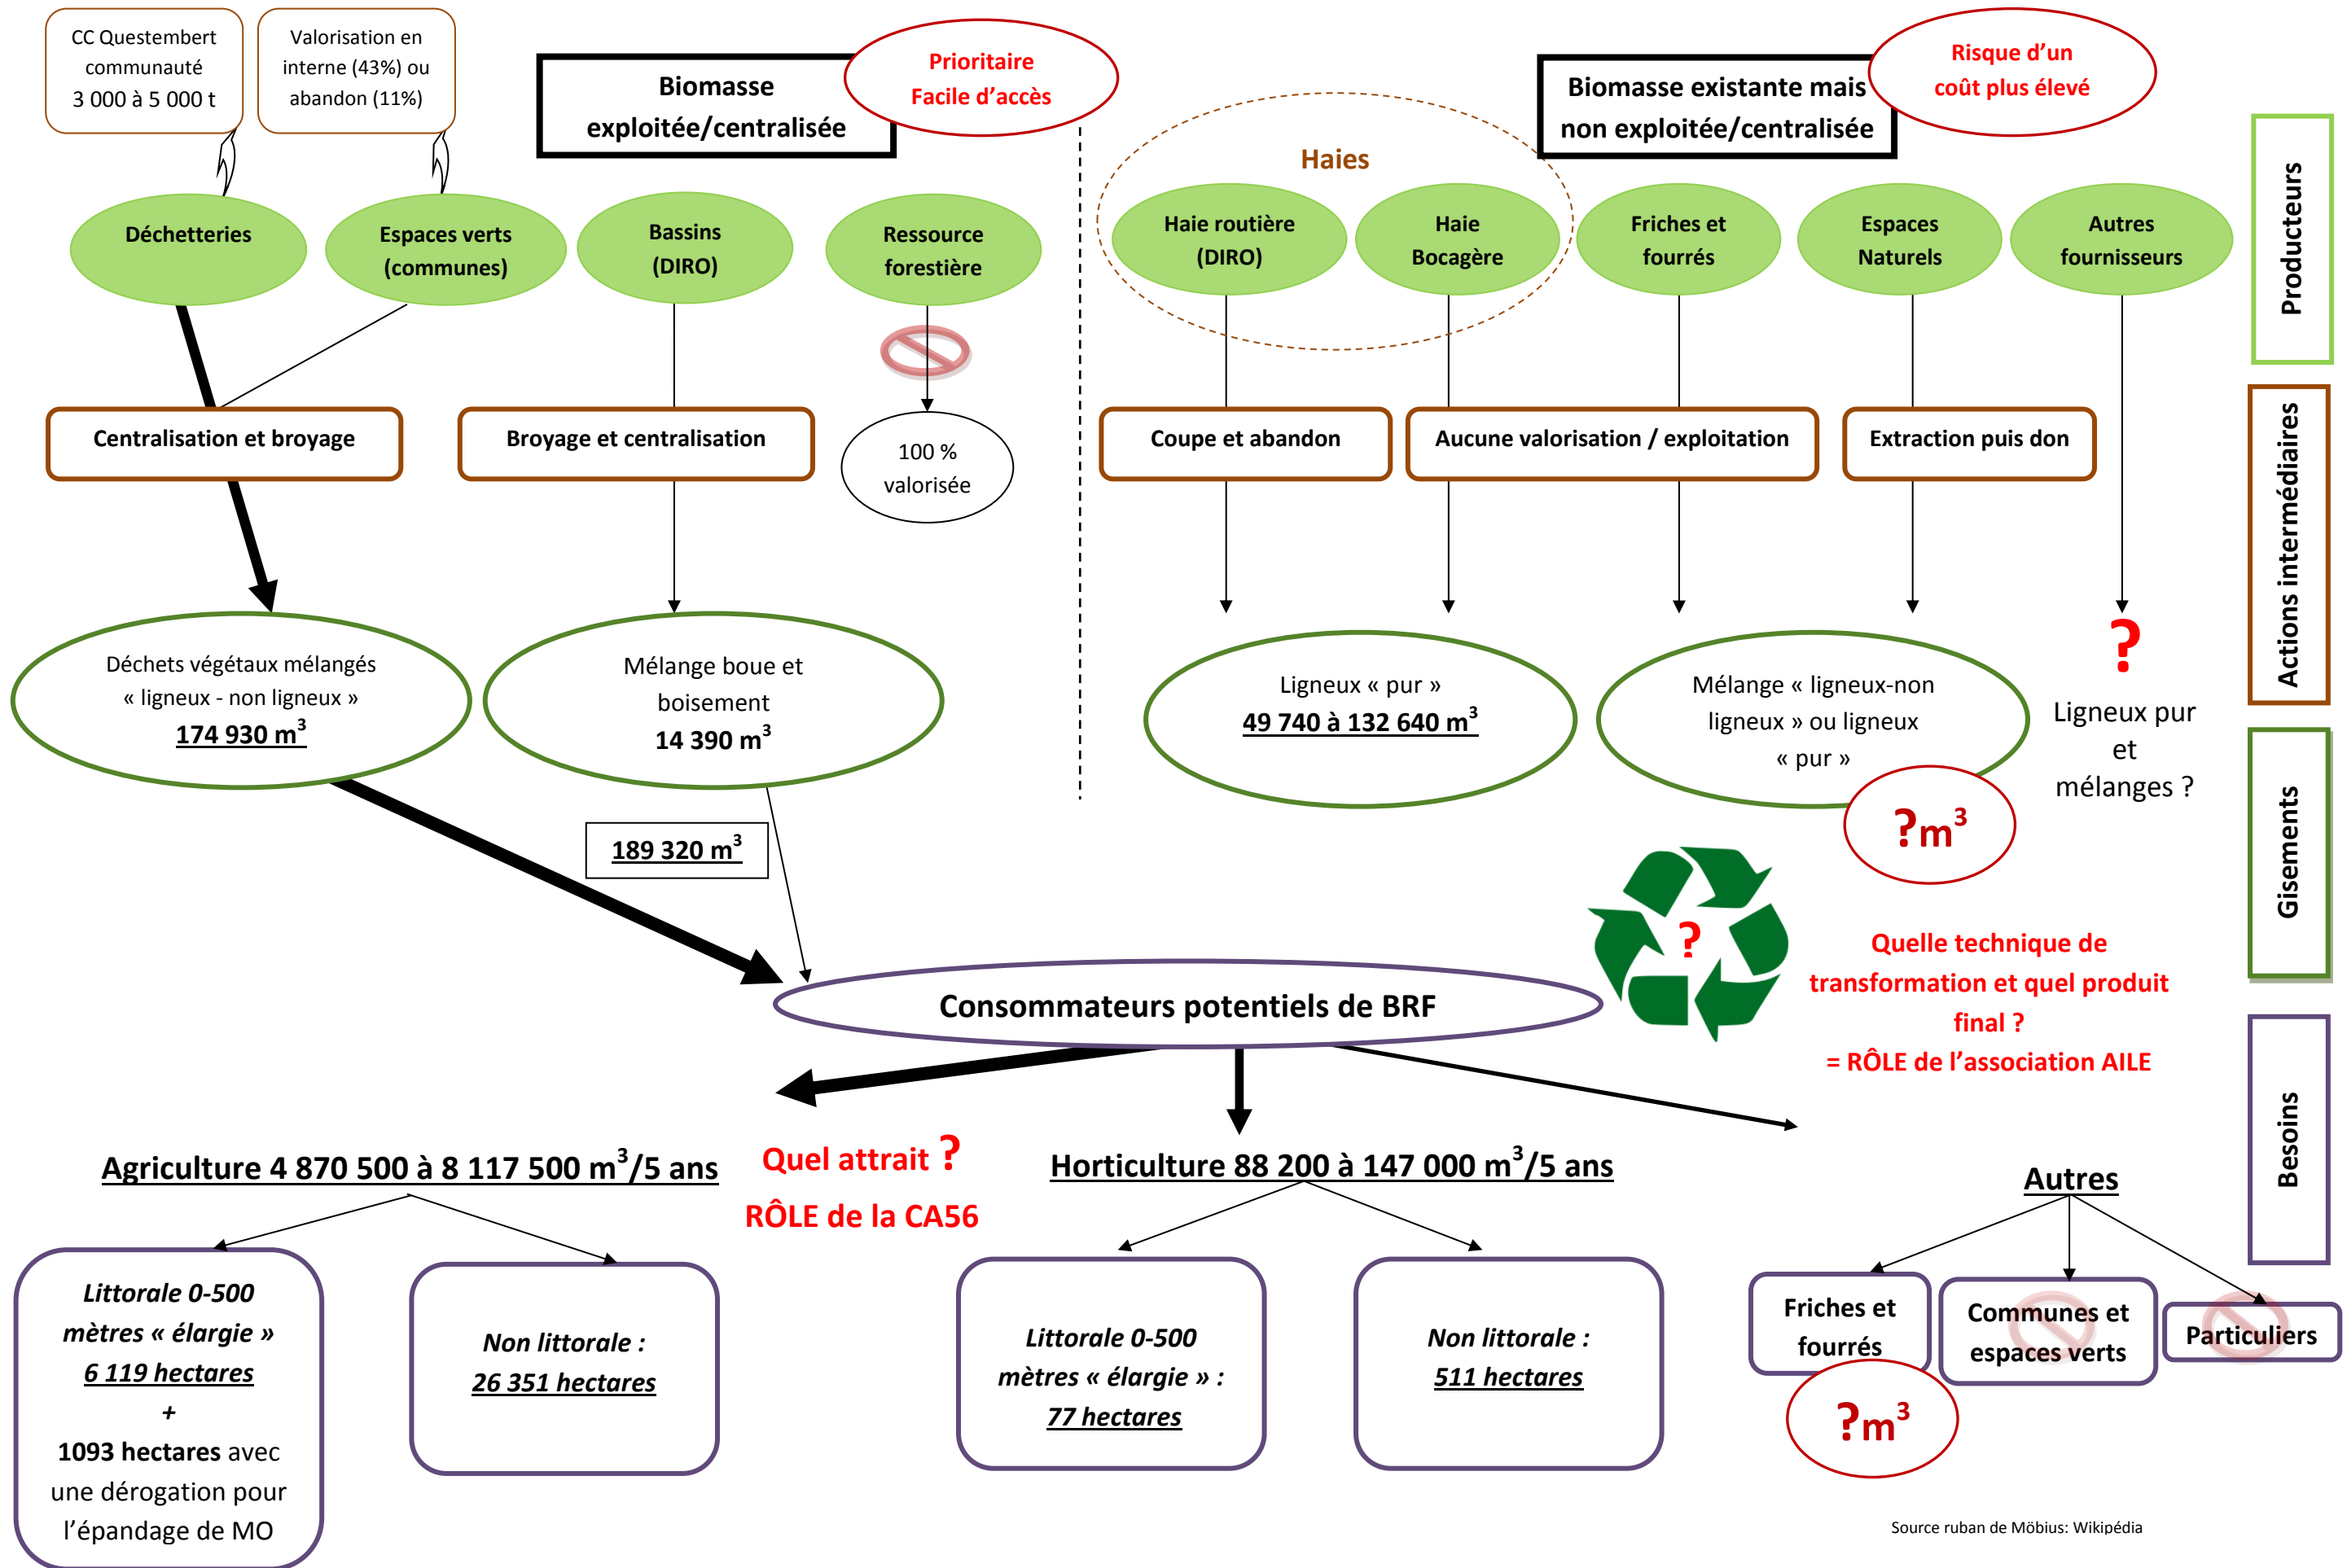 CC Questembert
communauté
3 000 à 5 000 t
Valorisation en
interne (43%) ou
abandon (11%)
Biomasse
exploitée/centralisée
Prioritaire
Facile d’accès
Biomasse existante mais
non exploitée/centralisée
Risque d’un
coût plus élevé
Haies
Déchetteries
Espaces verts
(communes)
Bassins
(DIRO)
Ressource
forestière
Haie routière
(DIRO)
Haie
Bocagère
Friches et
fourrés
Espaces
Naturels
Autres
fournisseurs
Producteurs
Centralisation et broyage
Broyage et centralisation
100 %
valorisée
Coupe et abandon
Aucune valorisation / exploitation
Extraction puis don
Actions intermédiaires
Déchets végétaux mélangés
« ligneux - non ligneux »
174 930 m³
Mélange boue et
boisement
14 390 m³
Ligneux « pur »
49 740 à 132 640 m³
Mélange « ligneux-non
ligneux » ou ligneux
« pur »
?m³
?
Ligneux pur
et
mélanges ?
Gisements
189 320 m³
?
Quelle technique de
transformation et quel produit
final ?
= RÔLE de l’association AILE
Consommateurs potentiels de BRF
Besoins
Agriculture 4 870 500 à 8 117 500 m³/5 ans
Quel attrait ?
RÔLE de la CA56
Horticulture 88 200 à 147 000 m³/5 ans
Autres
Littorale 0-500
mètres « élargie »
6 119 hectares
+
1093 hectares avec
une dérogation pour
l’épandage de MO
Non littorale :
26 351 hectares
Littorale 0-500
mètres « élargie » :
77 hectares
Non littorale :
511 hectares
Friches et
fourrés
?m³
Communes et
espaces verts
Particuliers
Source ruban de Möbius: Wikipédia